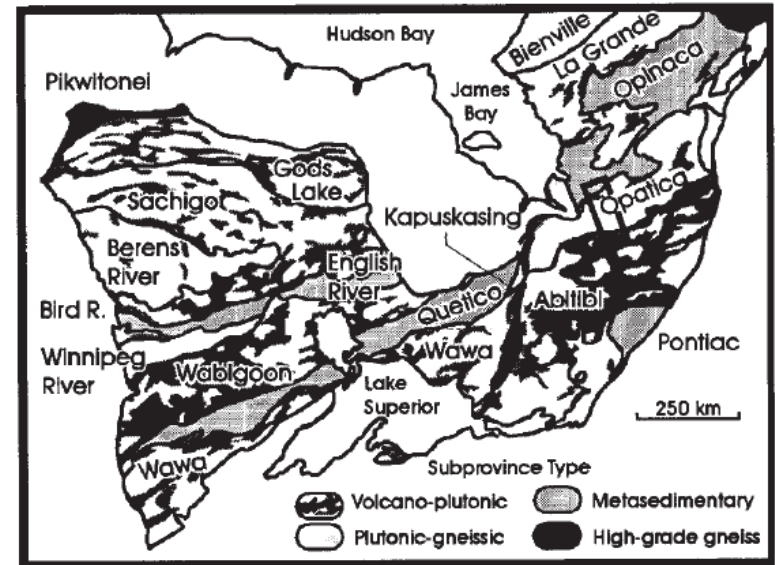 Hudson Bay
Bienville
La Grande
Opinaca
Pikwitonei
James
Bay
Gods
Lake
Sachigo
Opatica
Kapuskasing
Berens
River
English
River
Bird R.
Quetico
Abitibi
Winnipeg
River
Wabigoon
Wawa
Pontiac
Lake
Superior
250 km
Wawa
Subprovince Type
Volcano-plutonic
Metasedimentary
Plutonic-gneissic
High-grade gneiss